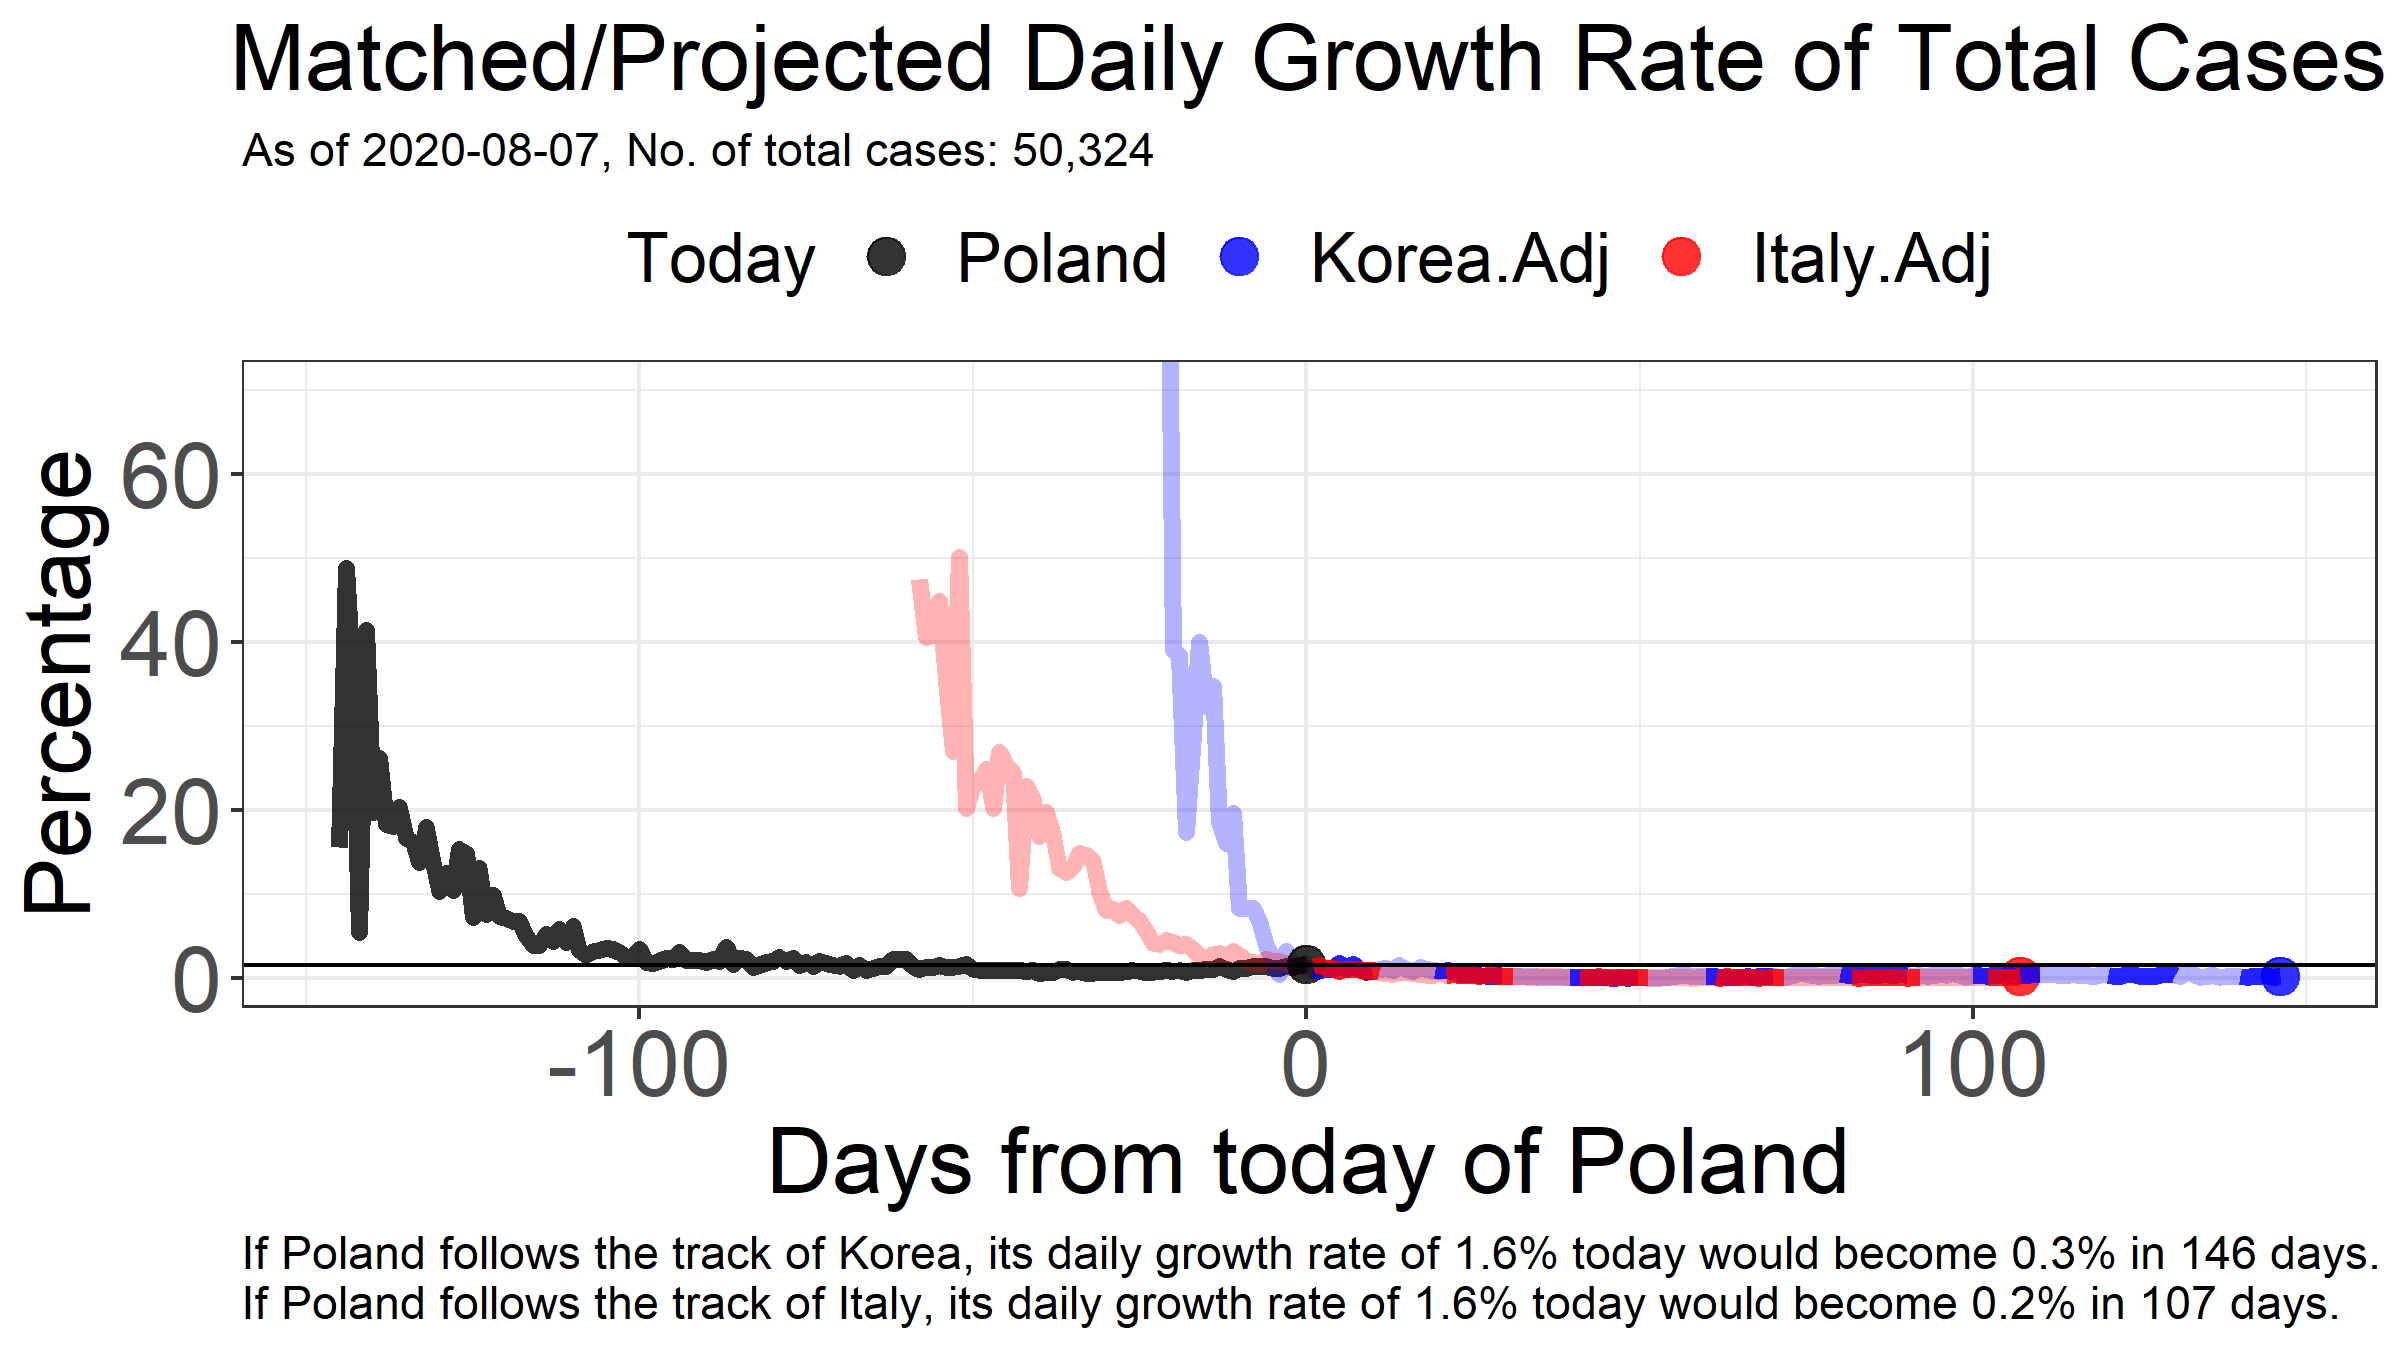 Matched/Projected Daily Growth Rate of Total Cases
As of 2020-08-07, No. of total cases: 50,324
Today Poland Korea.Adj Italy.Adj
Percentage
60
40
20
0
-100 0 100
Days from today of Poland
If Poland follows the track of Korea, its daily growth rate of 1.6% today would become 0.3% in 146 days.
If Poland follows the track of Italy, its daily growth rate of 1.6% today would become 0.2% in 107 days.